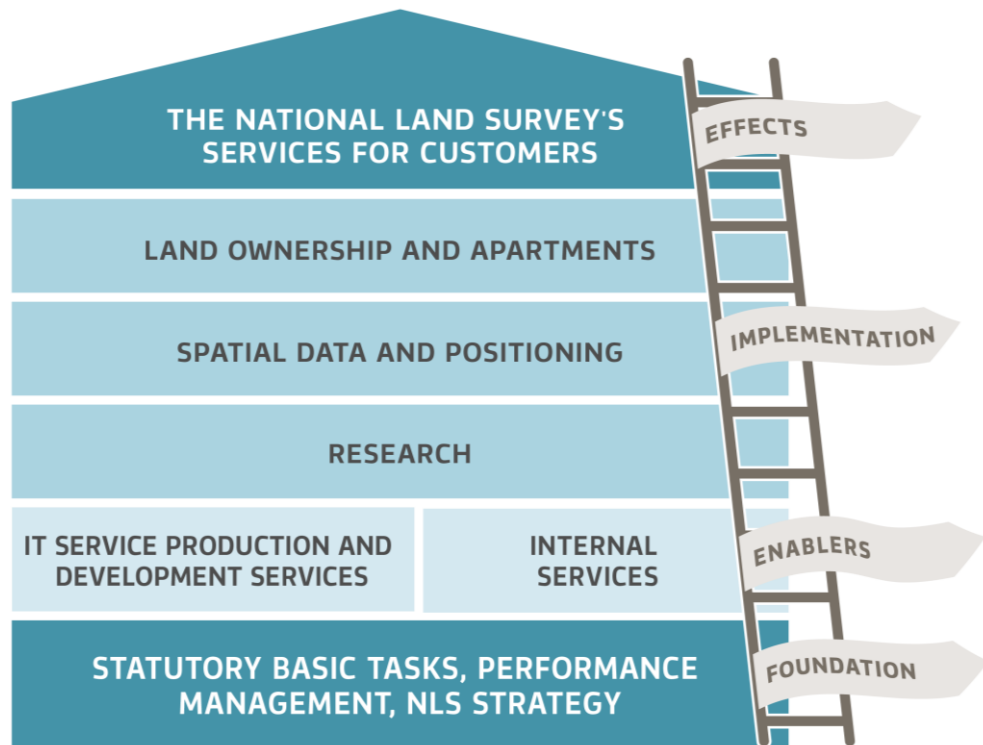 THE NATIONAL LAND SURVEY'S
SERVICES FOR CUSTOMERS
EFFECTS
LAND OWNERSHIP AND APARTMENTS
SPATIAL DATA AND POSITIONING
IMPLEMENTATION
RESEARCH
IT SERVICE PRODUCTION AND
DEVELOPMENT SERVICES
INTERNAL
SERVICES
ENABLERS
STATUTORY BASIC TASKS, PERFORMANCE
MANAGEMENT, NLS STRATEGY
FOUNDATION